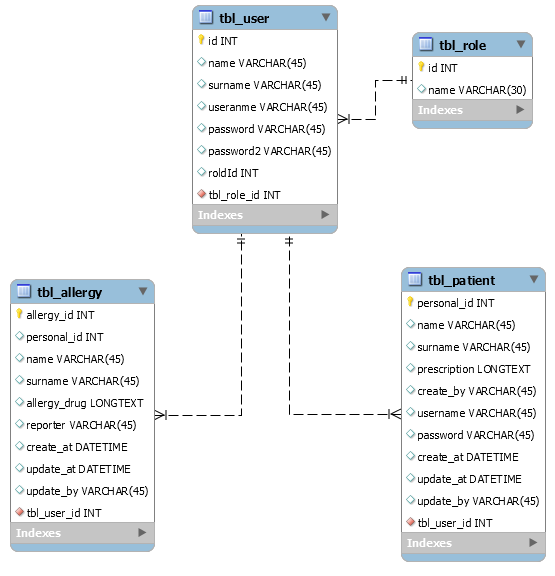 tbl_user
id INT
name VARCHAR(45)
surname VARCHAR(45)
useranme VARCHAR(45)
password VARCHAR(45)
password2 VARCHAR(45)
roldId INT
tbl_role_id INT
Indexes
tbl_role
id INT
name VARCHAR(30)
Indexes
tbl_allergy
allergy_id INT
personal_id INT
name VARCHAR(45)
surname VARCHAR(45)
allergy_drug LONGTEXT
reporter VARCHAR(45)
create_at DATETIME
update_at DATETIME
update_by VARCHAR(45)
tbl_user_id INT
Indexes
tbl_patient
personal_id INT
name VARCHAR(45)
surname VARCHAR(45)
prescription LONGTEXT
create_by VARCHAR(45)
username VARCHAR(45)
password VARCHAR(45)
create_at DATETIME
update_at DATETIME
update_by VARCHAR(45)
tbl_user_id INT
Indexes